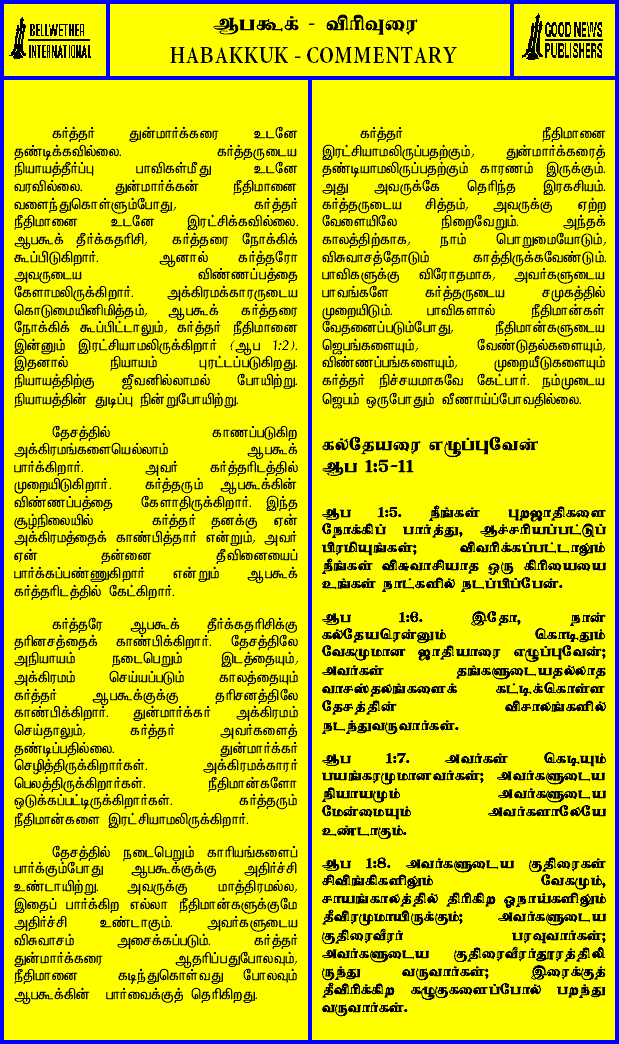 BELLWETHER
INTERNATIONAL
ஆபகூக் - விரிவுரை
HABAKKUK - COMMENTARY
GOOD NEWS
PUBLISHERS
கர்த்தர் துன்மார்க்கரை உடனே
தண்டிக்கவில்லை. கர்த்தருடைய
நியாயத்தீர்ப்பு பாவிகள்மீது உடனே
வரவில்லை. துன்மார்க்கன் நீதிமானை
வளைந்துகொள்ளும்போது, கர்த்தர்
நீதிமானை உடனே இரட்சிக்கவில்லை.
ஆபகூக் தீர்க்கதரிசி, கர்த்தரை நோக்கிக்
கூப்பிடுகிறார். ஆனால் கர்த்தரோ
அவருடைய விண்ணப்பத்தை
கேளாமலிருக்கிறார். அக்கிரமக்காரருடைய
கொடுமையினிமித்தம், ஆபகூக் கர்த்தரை
நோக்கிக் கூப்பிட்டாலும், கர்த்தர் நீதிமானை
இன்னும் இரட்சியாமலிருக்கிறார் (ஆப 1:2).
இதனால் நியாயம் புரட்டப்படுகிறது.
நியாயத்திற்கு ஜீவனில்லாமல் போயிற்று.
நியாயத்தின் துடிப்பு நின்றுபோயிற்று.
தேசத்தில் காணப்படுகிற
அக்கிரமங்களையெல்லாம் ஆபகூக்
பார்க்கிறார். அவர் கர்த்தரிடத்தில்
முறையிடுகிறார். கர்த்தரும் ஆபகூக்கின்
விண்ணப்பத்தை கேளாதிருக்கிறார். இந்த
சூழ்நிலையில் கர்த்தர் தனக்கு ஏன்
அக்கிரமத்தைக் காண்பித்தார் என்றும், அவர்
ஏன் தன்னை தீவினையைப்
பார்க்கப்பண்ணுகிறார் என்றும் ஆபகூக்
கர்த்தரிடத்தில் கேட்கிறார்.
கர்த்தரே ஆபகூக் தீர்க்கதரிசிக்கு
தரிசனத்தைக் காண்பிக்கிறார். தேசத்திலே
அநியாயம் நடைபெறும் இடத்தையும்,
அக்கிரமம் செய்யப்படும் காலத்தையும்
கர்த்தர் ஆபகூக்குக்கு தரிசனத்திலே
காண்பிக்கிறார். துன்மார்க்கர் அக்கிரமம்
செய்தாலும், கர்த்தர் அவர்களைத்
தண்டிப்பதில்லை. துன்மார்க்கர்
செழித்திருக்கிறார்கள். அக்கிரமக்காரர்
பெலத்திருக்கிறார்கள். நீதிமான்களோ
ஒடுக்கப்பட்டிருக்கிறார்கள். கர்த்தரும்
நீதிமான்களை இரட்சியாமலிருக்கிறார்.
தேசத்தில் நடைபெறும் காரியங்களைப்
பார்க்கும்போது ஆபகூக்குக்கு அதிர்ச்சி
உண்டாயிற்று. அவருக்கு மாத்திரமல்ல,
இதைப் பார்க்கிற எல்லா நீதிமான்களுக்குமே
அதிர்ச்சி உண்டாகும். அவர்களுடைய
விசுவாசம் அசைக்கப்படும். கர்த்தர்
துன்மார்க்கரை ஆதரிப்பதுபோலவும்,
நீதிமானை கடிந்துகொள்வது போலவும்
ஆபகூக்கின் பார்வைக்குத் தெரிகிறது.
கர்த்தர் நீதிமானை
இரட்சியாமலிருப்பதற்கும், துன்மார்க்கரைத்
தண்டியாமலிருப்பதற்கும் காரணம் இருக்கும்.
அது அவருக்கே தெரிந்த இரகசியம்.
கர்த்தருடைய சித்தம், அவருக்கு ஏற்ற
வேளையிலே நிறைவேறும். அந்தக்
காலத்திற்காக, நாம் பொறுமையோடும்,
விசுவாசத்தோடும் காத்திருக்கவேண்டும்.
பாவிகளுக்கு விரோதமாக, அவர்களுடைய
பாவங்களே கர்த்தருடைய சமுகத்தில்
முறையிடும். பாவிகளால் நீதிமான்கள்
வேதனைப்படும்போது, நீதிமான்களுடைய
ஜெபங்களையும், வேண்டுதல்களையும்,
விண்ணப்பங்களையும், முறையீடுகளையும்
கர்த்தர் நிச்சயமாகவே கேட்பார். நம்முடைய
ஜெபம் ஒருபோதும் வீணாய்ப்போவதில்லை.
கல்தேயரை எழுப்புவேன்
ஆப 1:5-11
ஆப 1:5. நீங்கள் புறஜாதிகளை
நோக்கிப் பார்த்து, ஆச்சரியப்பட்டுப்
பிரமியுங்கள்; விவரிக்கப்பட்டாலும்
நீங்கள் விசுவாசியாத ஒரு கிரியையை
உங்கள் நாட்களில் நடப்பிப்பேன்.
ஆப 1:6. இதோ, நான்
கல்தேயரென்னும் கொடிதும்
வேகமுமான ஜாதியாரை எழுப்புவேன்;
அவர்கள் தங்களுடையதல்லாத
வாசஸ்தலங்களைக் கட்டிக்கொள்ள
தேசத்தின் விசாலங்களில்
நடந்துவருவார்கள்.
ஆப 1:7. அவர்கள் கெடியும்
பயங்கரமுமானவர்கள்; அவர்களுடைய
நியாயமும் அவர்களுடைய
மேன்மையும் அவர்களாலேயே
உண்டாகும்.
ஆப 1:8. அவர்களுடைய குதிரைகள்
சிவிங்கிகளிலும் வேகமும்,
சாயங்காலத்தில் திரிகிற ஓநாய்களிலும்
தீவிரமுமாயிருக்கும்; அவர்களுடைய
குதிரைவீரர் பரவுவார்கள்;
அவர்களுடைய குதிரைவீரர்தூரத்திலி
ருந்து வருவார்கள்; இரைக்குத்
தீவிரிக்கிற கழுகுகளைப்போல் பறந்து
வருவார்கள்.